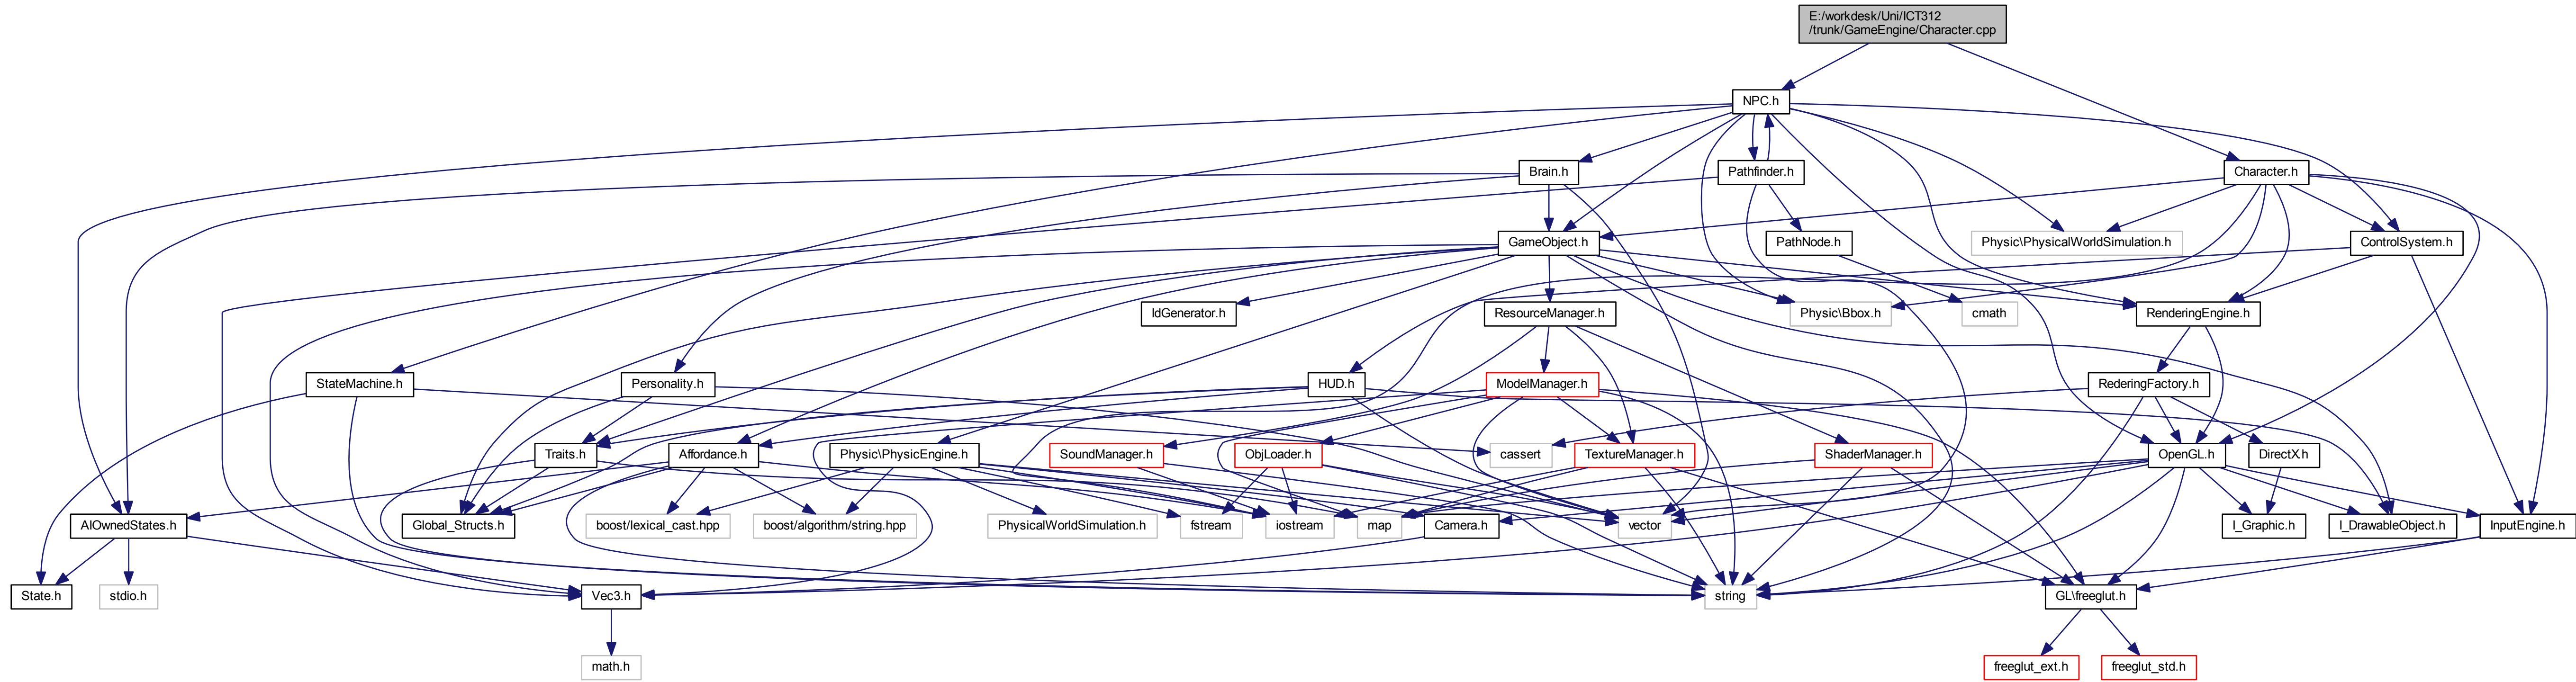 E:/workdesk/Uni/ICT312
/trunk/GameEngine/Character.cpp
NPC.h
Brain.h
Pathfinder.h
Character.h
GameObject.h
PathNode.h
Physic\PhysicalWorldSimulation.h
ControlSystem.h
IdGenerator.h
ResourceManager.h
Physic\Bbox.h
cmath
RenderingEngine.h
StateMachine.h
Personality.h
HUD.h
ModelManager.h
RederingFactory.h
Traits.h
Affordance.h
Physic\PhysicEngine.h
SoundManager.h
ObjLoader.h
cassert
TextureManager.h
ShaderManager.h
OpenGL.h
DirectX.h
AIOwnedStates.h
Global_Structs.h
boost/lexical_cast.hpp
boost/algorithm/string.hpp
PhysicalWorldSimulation.h
fstream
iostream
map
Camera.h
vector
I_Graphic.h
I_DrawableObject.h
InputEngine.h
State.h
stdio.h
Vec3.h
string
GL\freeglut.h
math.h
freeglut_ext.h
freeglut_std.h